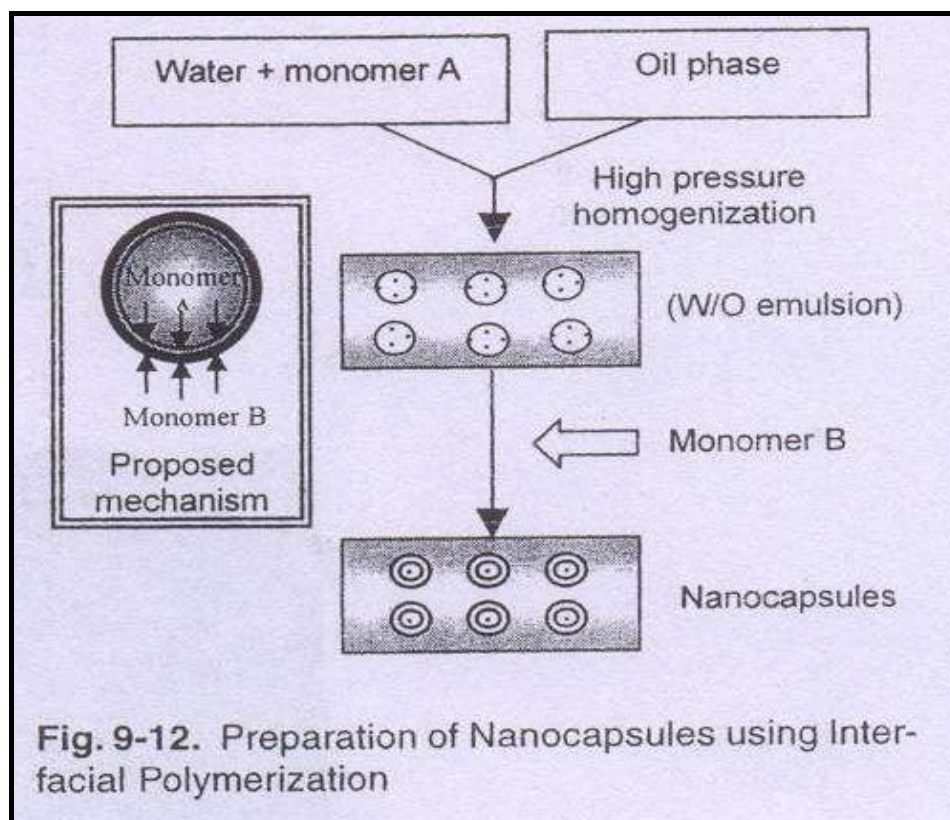 Water + monomer A
Oil phase
High pressure
homogenization
(W/O emulsion)
Monomer
A
Monomer B
Proposed
mechanism
Monomer B
Nanocapsules
Fig. 9-12. Preparation of Nanocapsules using Inter-
facial Polymerization